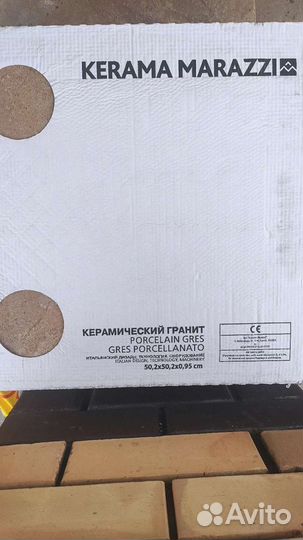 KERAMA MARAZZI
КЕРАМИЧЕСКИЙ ГРАНИТ
PORCELAIN GRES
GRES PORCELLANATO
ИТАЛЬЯНСКИЙ ДИЗАЙН, ТЕХНОЛОГИЯ, ОБОРУДОВАНИЕ
ITALIAN DESIGN, TECHNOLOGY, MACHINERY
50,2x50,2x0,95 cm
CE
Avito